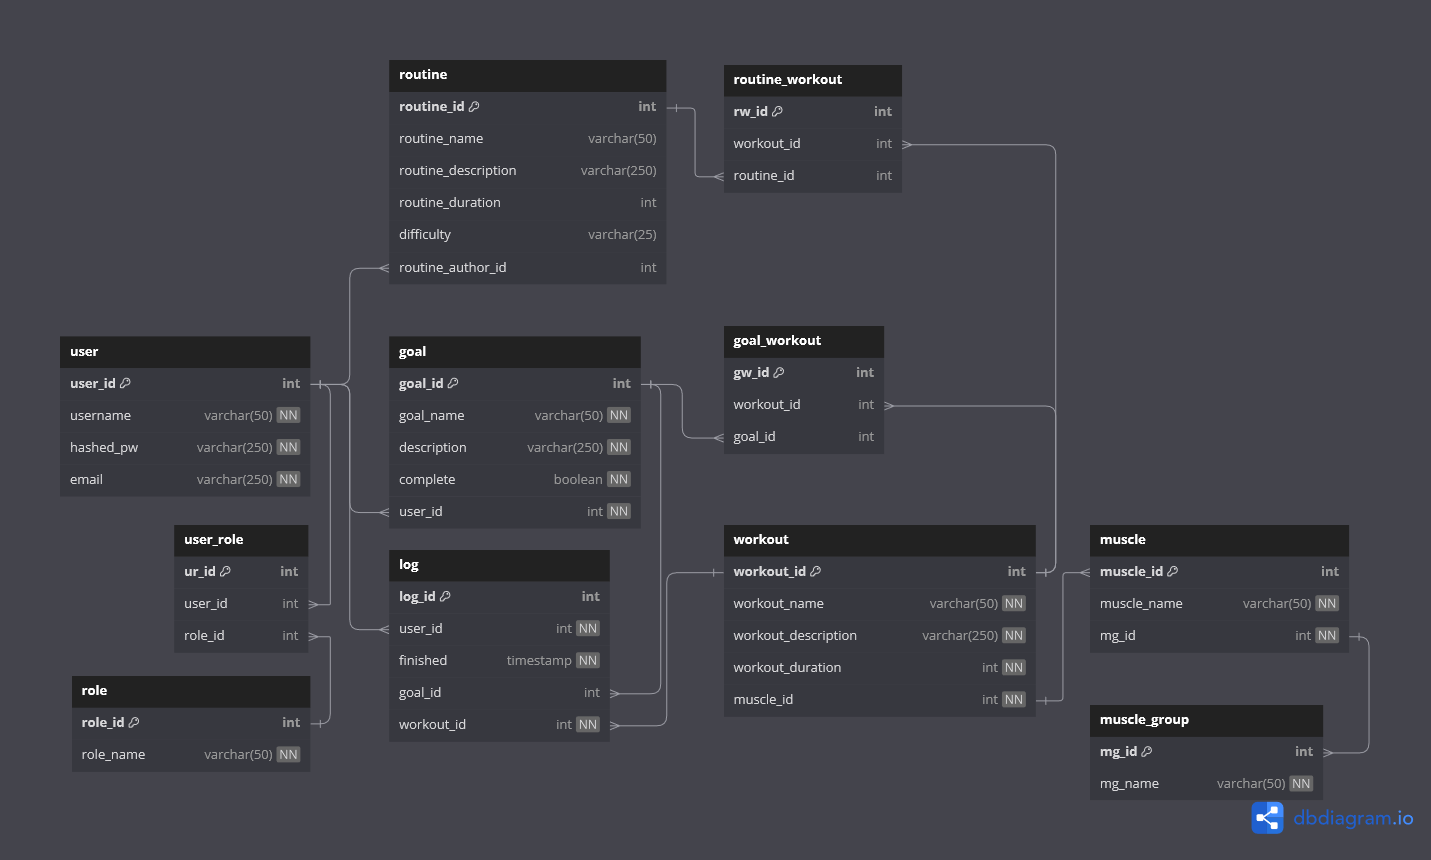 routine
routine_id int
routine_name varchar(50)
routine_description varchar(250)
routine_duration int
difficulty varchar(25)
routine_author_id int
routine_workout
rw_id int
workout_id int
routine_id int
user
user_id int
username varchar(50) NN
hashed_pw varchar(250) NN
email varchar(250) NN
goal
goal_id int
goal_name varchar(50) NN
description varchar(250) NN
complete boolean NN
user_id int NN
goal_workout
gw_id int
workout_id int
goal_id int
user_role
ur_id int
user_id int
role_id int
log
log_id int
user_id int NN
finished timestamp NN
goal_id int
workout_id int NN
workout
workout_id int
workout_name varchar(50) NN
workout_description varchar(250) NN
workout_duration int NN
muscle_id int NN
muscle
muscle_id int
muscle_name varchar(50) NN
mg_id int NN
role
role_id int
role_name varchar(50) NN
muscle_group
mg_id int
mg_name varchar(50) NN
dbdiagram.io